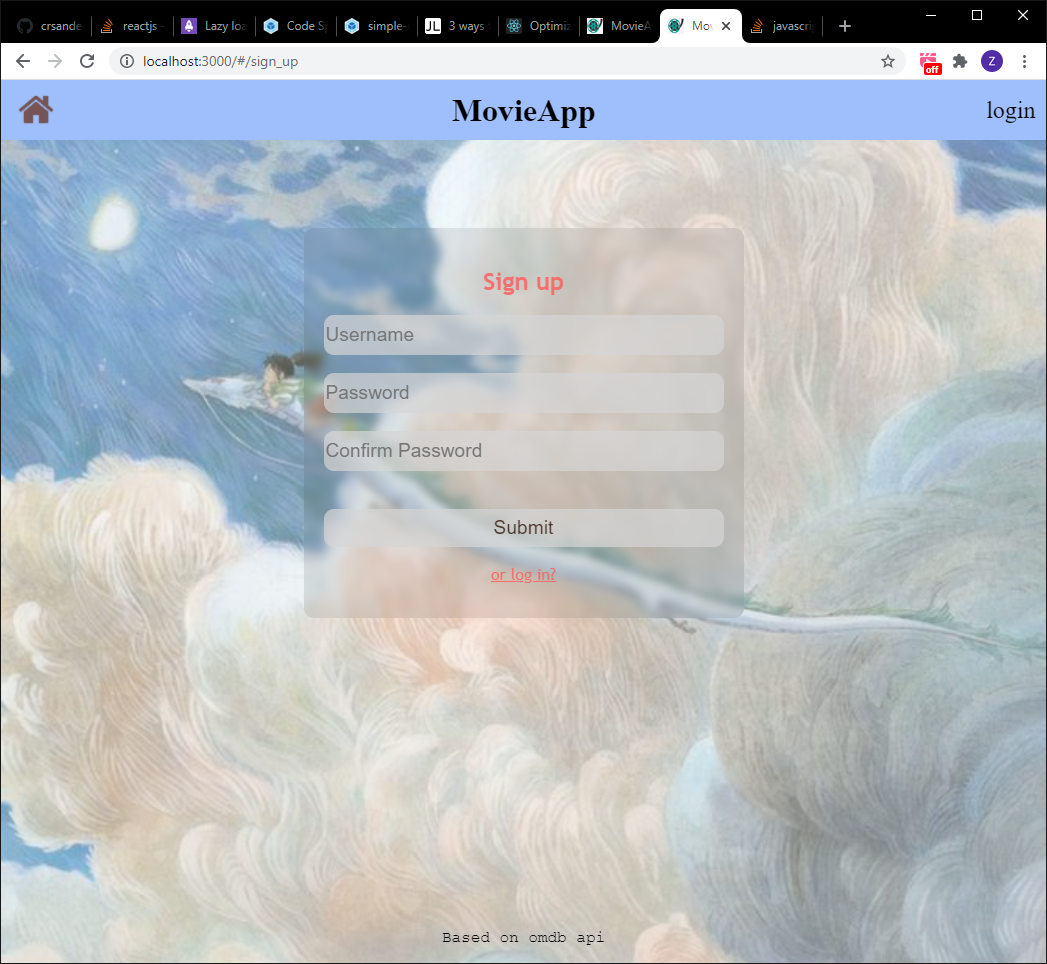 crsande
reactjs
Lazy loa
Code Sp
simple-
3 ways
Optimiz
MovieA
Mov
javascrip
localhost:3000/#/sign_up
off
Z
MovieApp
login
Sign up
Username
Password
Confirm Password
Submit
or log in?
Based on omdb api